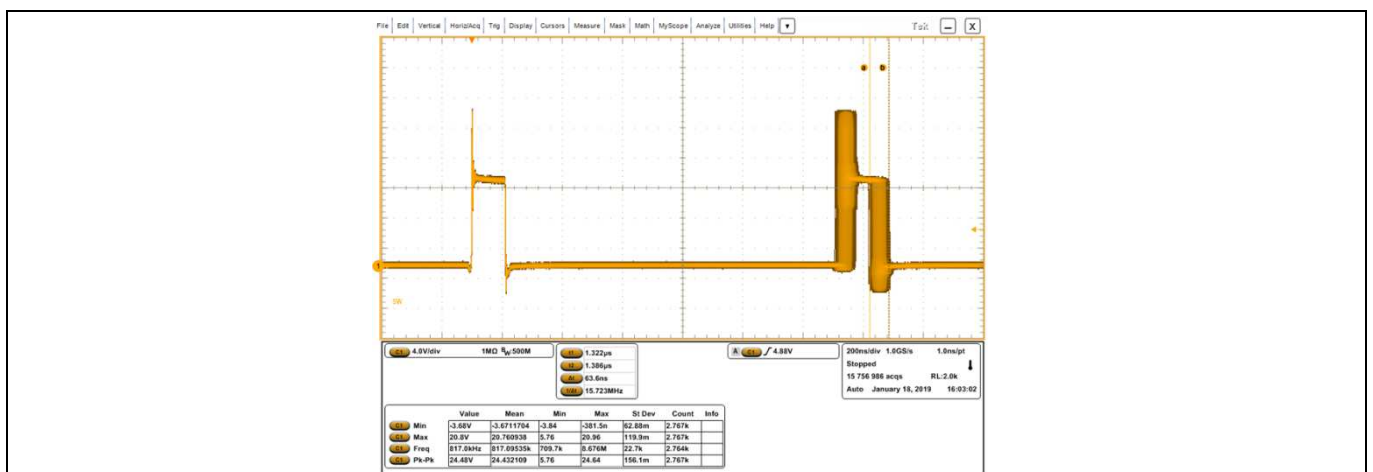 File Edit Vertical Horiz/Acq Trig Display Cursors Measure Mask Math MyScope Analyze Utilities Help Tek X
a b
1
SW
C1 4.0V/div 1MΩ BW:500M
t1 1.322µs
t2 1.386µs
Δt 63.6ns
1/Δt 15.723MHz
A C1 4.88V
200ns/div 1.0GS/s 1.0ns/pt
Stopped
15 756 986 acqs RL:2.0k
Auto January 18, 2019 16:03:02
Value Mean Min Max St Dev Count Info
C1 Min -3.68V -3.6711704 -3.84 -381.5n 62.88m 2.767k
C1 Max 20.8V 20.760938 5.76 20.96 119.9m 2.767k
C1 Freq 817.0kHz 817.09535k 709.7k 8.676M 22.7k 2.764k
C1 Pk-Pk 24.48V 24.432109 5.76 24.64 156.1m 2.767k